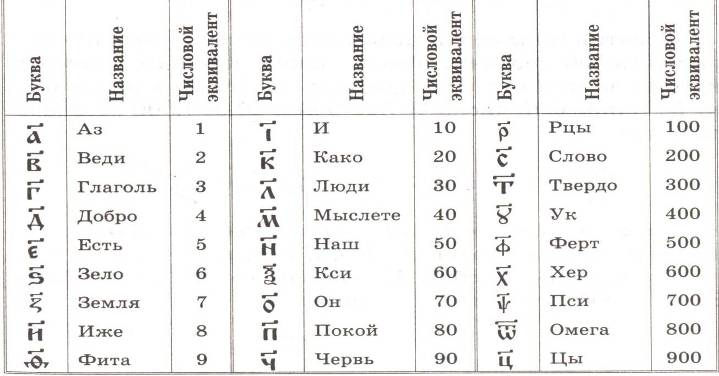 Буква Название Числовой эквивалент Буква Название Числовой эквивалент Буква Название Числовой эквивалент
а҃ Аз 1 і҃ И 10 р҃ Рцы 100
в҃ Веди 2 к҃ Како 20 с҃ Слово 200
г҃ Глаголь 3 л҃ Люди 30 т҃ Твердо 300
д҃ Добро 4 м҃ Мыслете 40 ꙋ҃ Ук 400
є҃ Есть 5 н҃ Наш 50 ф҃ Ферт 500
ѕ҃ Зело 6 ѯ҃ Кси 60 х҃ Хер 600
з҃ Земля 7 о҃ Он 70 ѱ҃ Пси 700
и҃ Иже 8 п҃ Покой 80 ѿ҃ Омега 800
ѳ҃ Фита 9 ч҃ Червь 90 ц҃ Цы 900